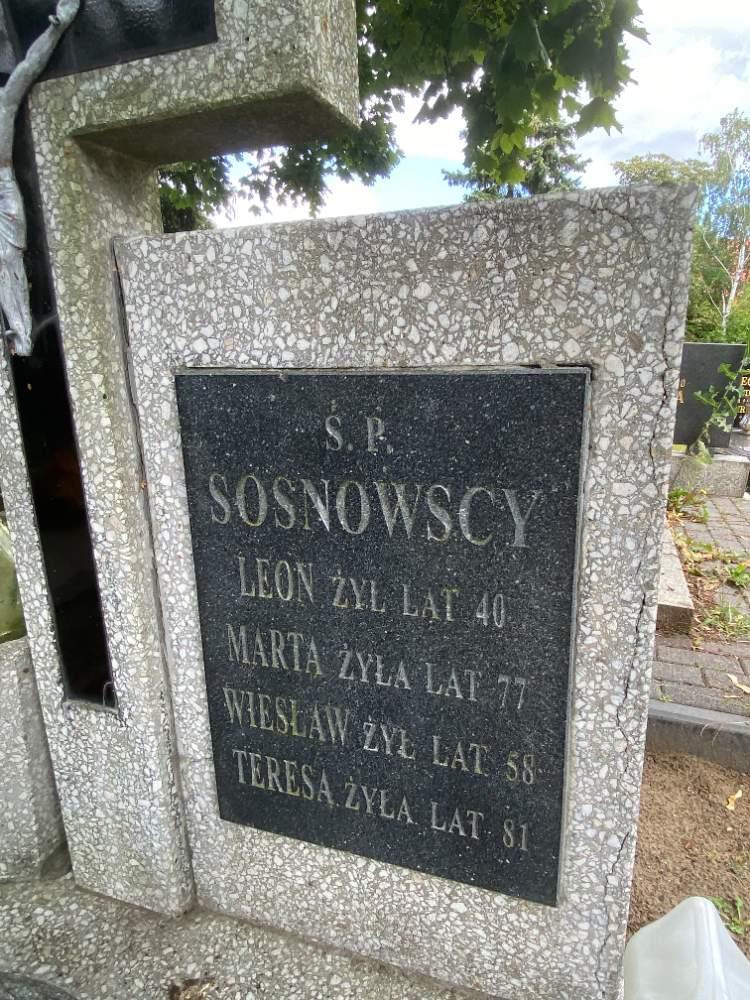 Ś. P.
SOSNOWSCY
LEON ŻYŁ LAT 40
MARTA ŻYŁA LAT 77
WIESŁAW ŻYŁ LAT 58
TERESA ŻYŁA LAT 81